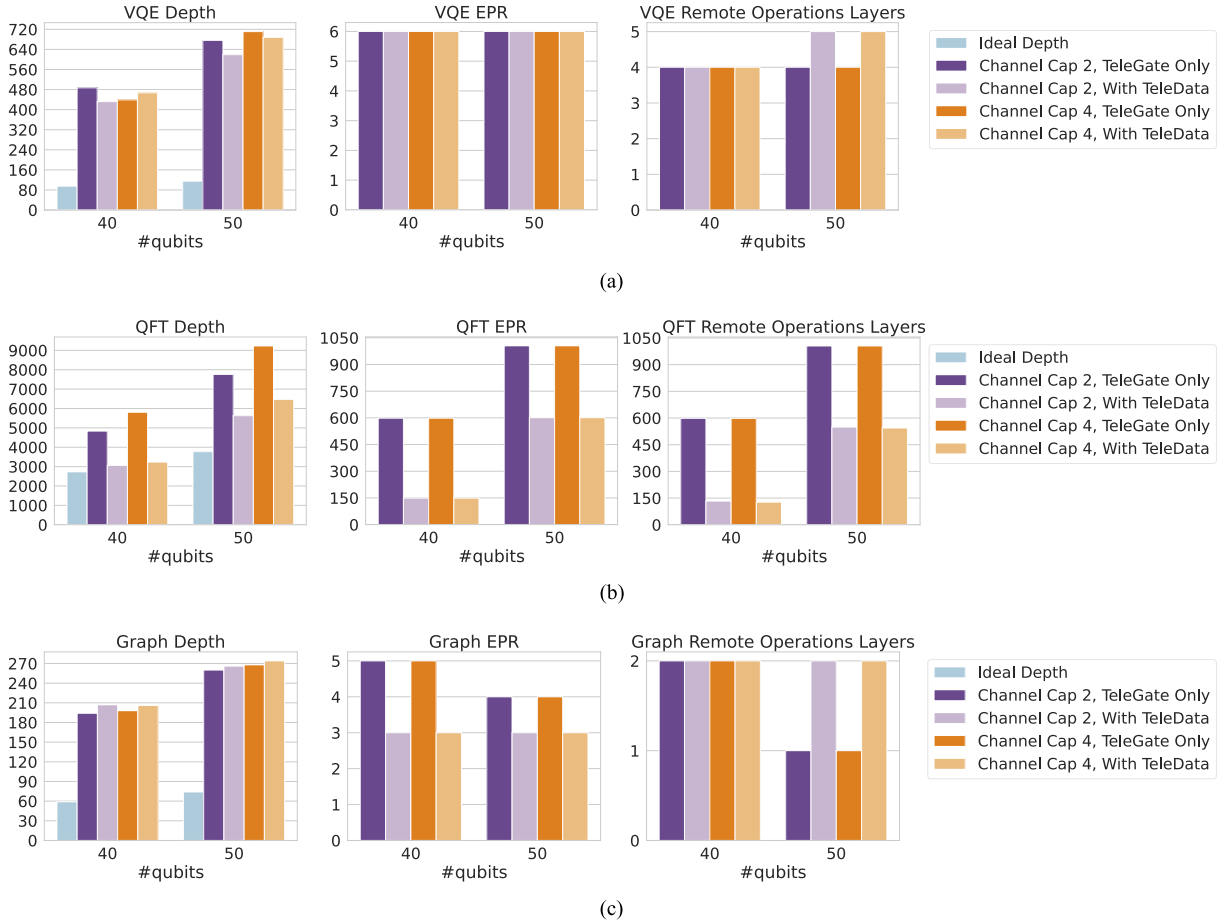 VQE Depth
720
640
560
480
400
320
240
160
80
0
40
50
#qubits
VQE EPR
6
5
4
3
2
1
0
40
50
#qubits
VQE Remote Operations Layers
5
4
3
2
1
0
40
50
#qubits
Ideal Depth
Channel Cap 2, TeleGate Only
Channel Cap 2, With TeleData
Channel Cap 4, TeleGate Only
Channel Cap 4, With TeleData
(a)
QFT Depth
9000
8000
7000
6000
5000
4000
3000
2000
1000
0
40
50
#qubits
QFT EPR
1050
900
750
600
450
300
150
0
40
50
#qubits
QFT Remote Operations Layers
1050
900
750
600
450
300
150
0
40
50
#qubits
Ideal Depth
Channel Cap 2, TeleGate Only
Channel Cap 2, With TeleData
Channel Cap 4, TeleGate Only
Channel Cap 4, With TeleData
(b)
Graph Depth
270
240
210
180
150
120
90
60
30
0
40
50
#qubits
Graph EPR
5
4
3
2
1
0
40
50
#qubits
Graph Remote Operations Layers
2
1
0
40
50
#qubits
Ideal Depth
Channel Cap 2, TeleGate Only
Channel Cap 2, With TeleData
Channel Cap 4, TeleGate Only
Channel Cap 4, With TeleData
(c)